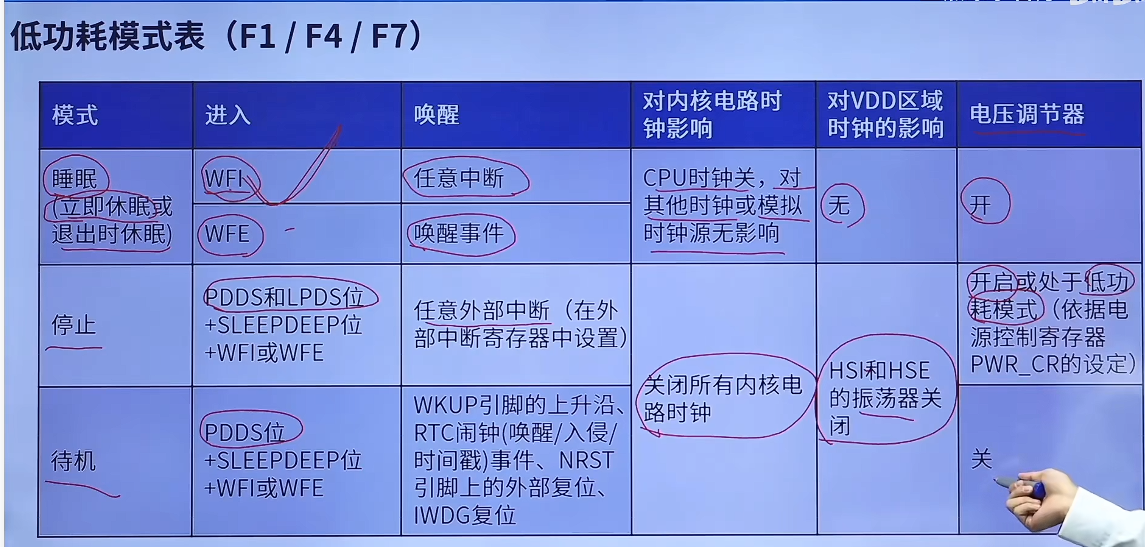 低功耗模式表（F1 / F4 / F7）
模式
进入
唤醒
对内核电路时
钟影响
对VDD区域
时钟的影响
电压调节器
睡眠
(立即休眠或
退出时休眠)
WFI
任意中断
WFE
唤醒事件
CPU时钟关，对
其他时钟或模拟
时钟源无影响
无
开
停止
PDDS和LPDS位
+SLEEPDEEP位
+WFI或WFE
任意外部中断（在外
部中断寄存器中设置）
关闭所有内核电
路时钟
HSI和HSE
的振荡器关
闭
开启或处于低功
耗模式（依据电
源控制寄存器
PWR_CR的设定）
待机
PDDS位
+SLEEPDEEP位
+WFI或WFE
WKUP引脚的上升沿、
RTC闹钟(唤醒/入侵/
时间戳)事件、NRST
引脚上的外部复位、
IWDG复位
关